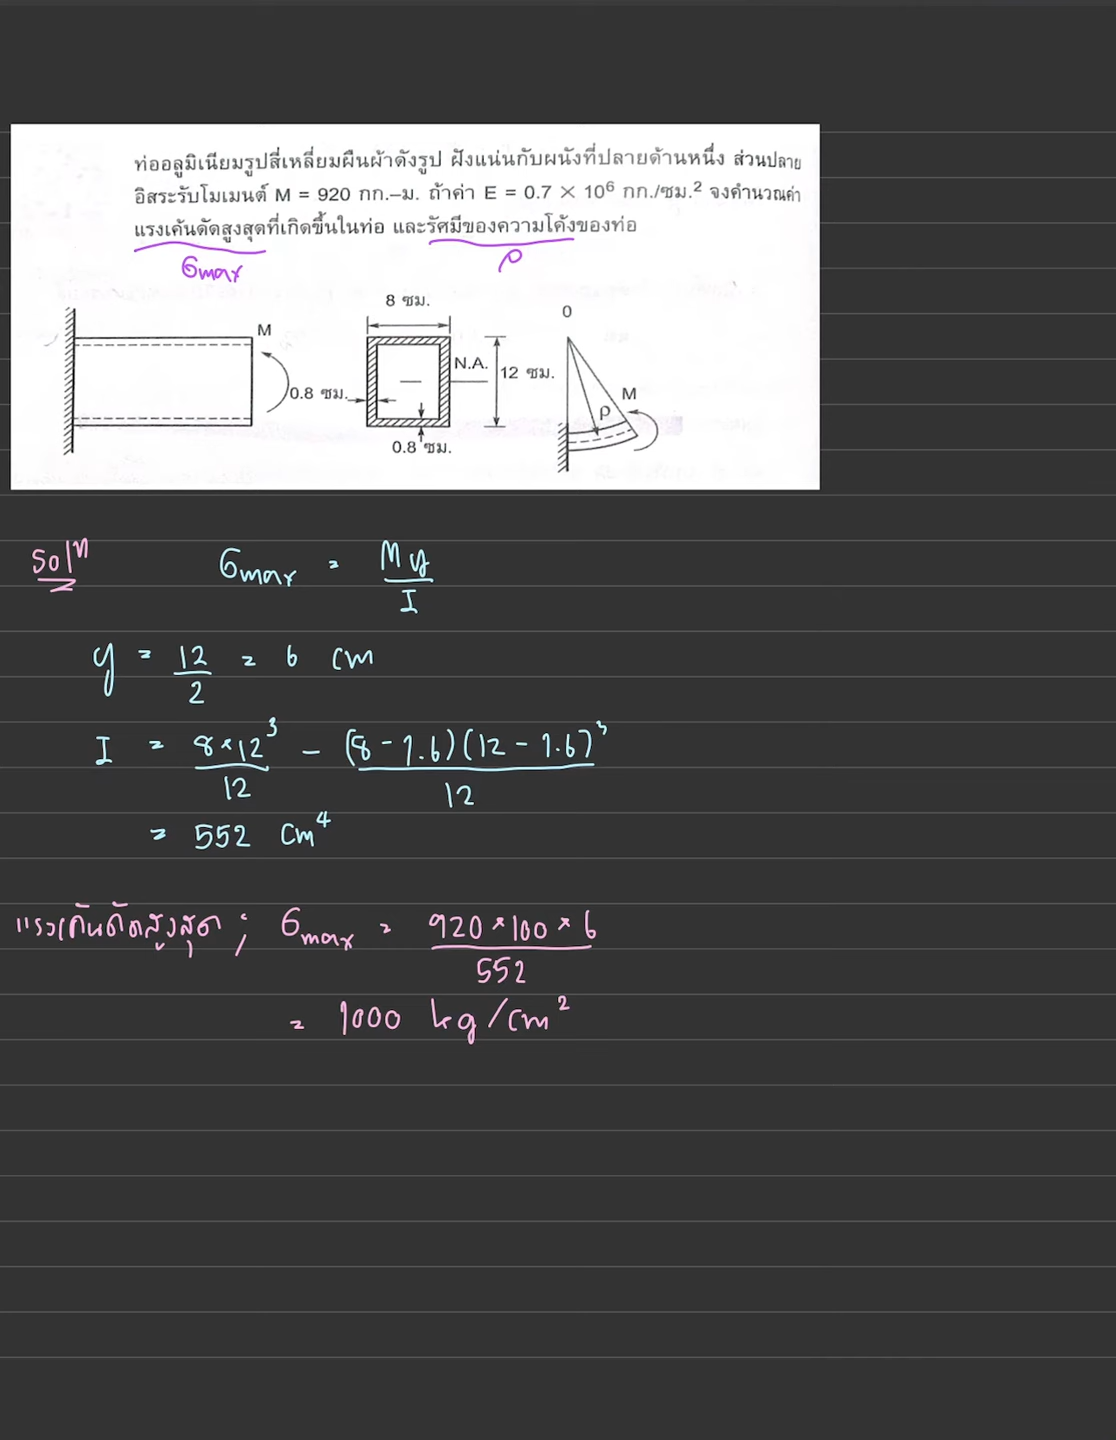 ท่ออลูมิเนียมรูปสี่เหลี่ยมผืนผ้าดังรูป ฝังแน่นกับผนังที่ปลายด้านหนึ่ง ส่วนปลาย
อิสระรับโมเมนต์ M = 920 กก.–ม. ถ้าค่า E = 0.7 × 10⁶ กก./ซม.² จงคำนวณค่า
แรงเค้นดัดสูงสุดที่เกิดขึ้นในท่อ และรัศมีของความโค้งของท่อ
σmax ρ
8 ซม.
0
M
N.A.
12 ซม.
0.8 ซม.
M
ρ
0.8 ซม.
Solⁿ
σmax = My/I
y = 12/2 = 6 cm
I = 8×12³/12 - (8-1.6)(12-1.6)³/12
= 552 cm⁴
แรงเค้นดัดสูงสุด ; σmax = 920×100×6/552
= 1000 kg/cm²